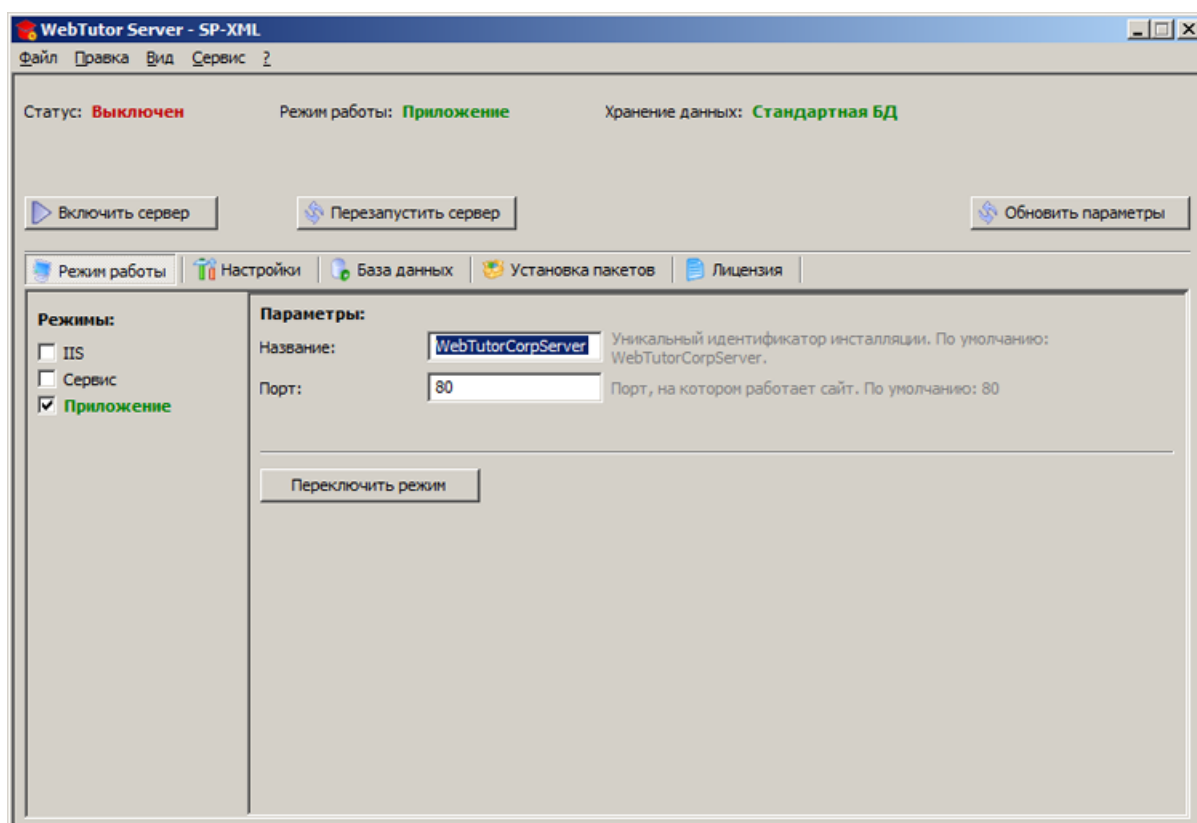 WebTutor Server - SP-XML
Файл Правка Вид Сервис ?
Статус: Выключен Режим работы: Приложение Хранение данных: Стандартная БД
Включить сервер Перезапустить сервер Обновить параметры
Режим работы Настройки База данных Установка пакетов Лицензия
Режимы:
IIS
Сервис
Приложение
Параметры:
Название: WebTutorCorpServer Уникальный идентификатор инсталляции. По умолчанию:
WebTutorCorpServer.
Порт: 80 Порт, на котором работает сайт. По умолчанию: 80
Переключить режим